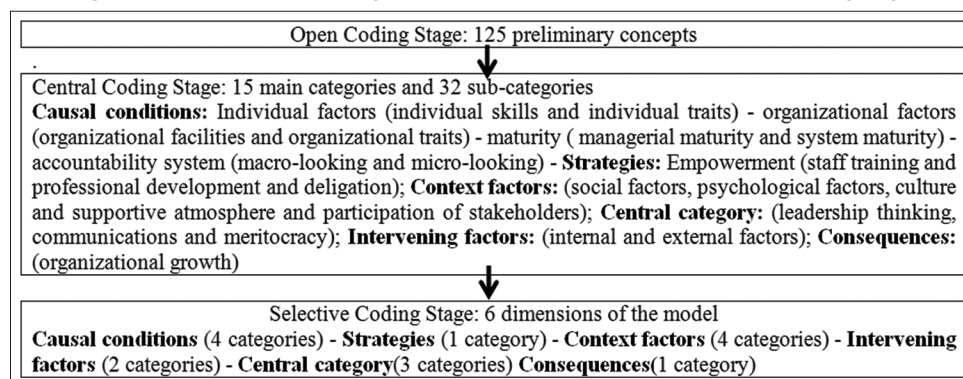 Open Coding Stage: 125 preliminary concepts
.
Central Coding Stage: 15 main categories and 32 sub-categories
Causal conditions: Individual factors (individual skills and individual traits) - organizational factors
(organizational facilities and organizational traits) - maturity ( managerial maturity and system maturity) -
accountability system (macro-looking and micro-looking) - Strategies: Empowerment (staff training and
professional development and deligation); Context factors: (social factors, psychological factors, culture
and supportive atmosphere and participation of stakeholders); Central category: (leadership thinking,
communications and meritocracy); Intervening factors: (internal and external factors); Consequences:
(organizational growth)
Selective Coding Stage: 6 dimensions of the model
Causal conditions (4 categories) - Strategies (1 category) - Context factors (4 categories) - Intervening
factors (2 categories) - Central category(3 categories) Consequences(1 category)